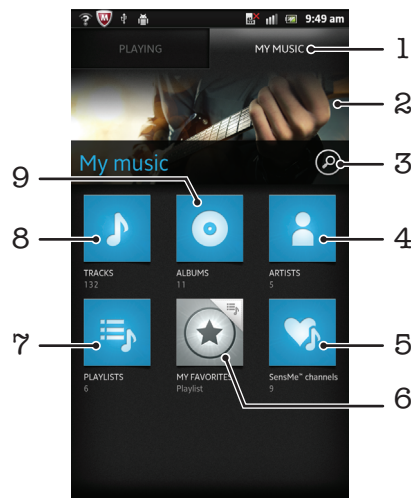 9:49 am
PLAYING MY MUSIC 1
2
My music 3
9
8 4
TRACKS ALBUMS ARTISTS
132 11 5
7 5
PLAYLISTS MY FAVORITES SensMe™ channels
6 Playlist 9
6